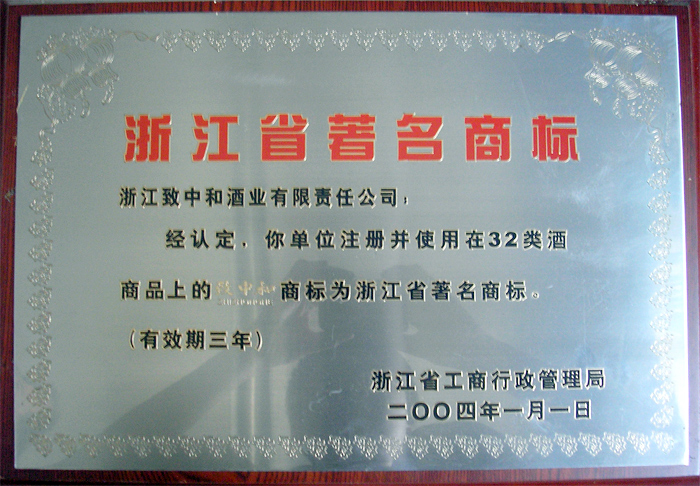 浙江省著名商标
浙江致中和酒业有限责任公司：
经认定，你单位注册并使用在32类酒
商品上的致中和商标为浙江省著名商标。
（有效期三年）
浙江省工商行政管理局
二〇〇四年一月一日